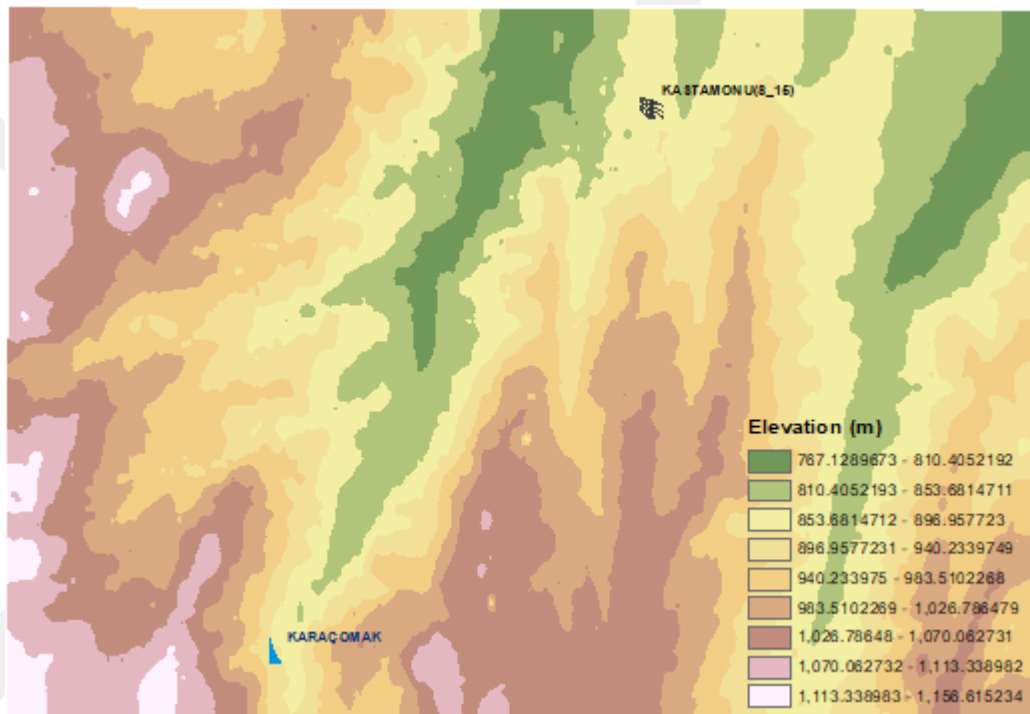 KASTAMONU(S_15)
Elevation (m)
767.1289673 - 810.4052192
810.4052193 - 853.6814711
853.6814712 - 896.957723
896.9577231 - 940.2339749
940.233975 - 983.5102268
983.5102269 - 1,026.786479
1,026.78648 - 1,070.062731
1,070.062732 - 1,113.338982
1,113.338983 - 1,156.615234
KARAÇOMAK